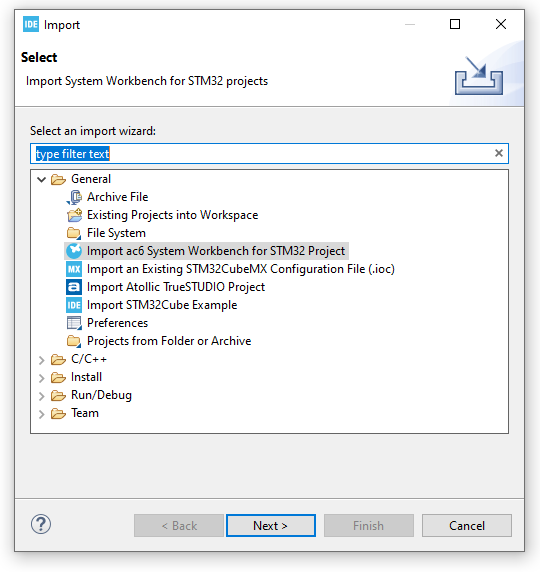 IDE Import
Select
Import System Workbench for STM32 projects
Select an import wizard:
type filter text
General
Archive File
Existing Projects into Workspace
File System
Import ac6 System Workbench for STM32 Project
MX Import an Existing STM32CubeMX Configuration File (.ioc)
a Import Atollic TrueSTUDIO Project
IDE Import STM32Cube Example
Preferences
Projects from Folder or Archive
C/C++
Install
Run/Debug
Team
? < Back Next > Finish Cancel